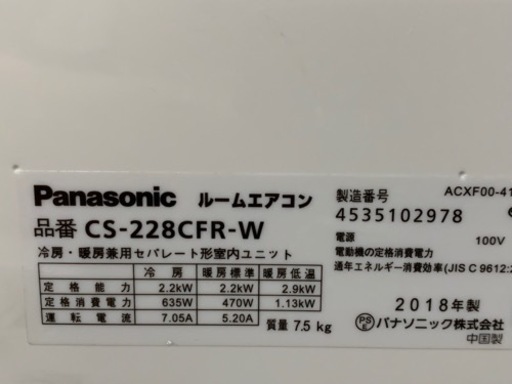 Panasonic ルームエアコン
品番 CS-228CFR-W
冷房・暖房兼用セパレート形室内ユニット
冷房 暖房標準 暖房低温
定格能力 2.2kW 2.2kW 2.9kW
定格消費電力 635W 470W 1.13kW
運転電流 7.05A 5.20A
質量 7.5 kg
ACXF00-41
製造番号
4535102978
電源 100V
電動機の定格消費電力
通年エネルギー消費効率(JIS C 9612:2
2018年製
PS E パナソニック株式会社
中国製